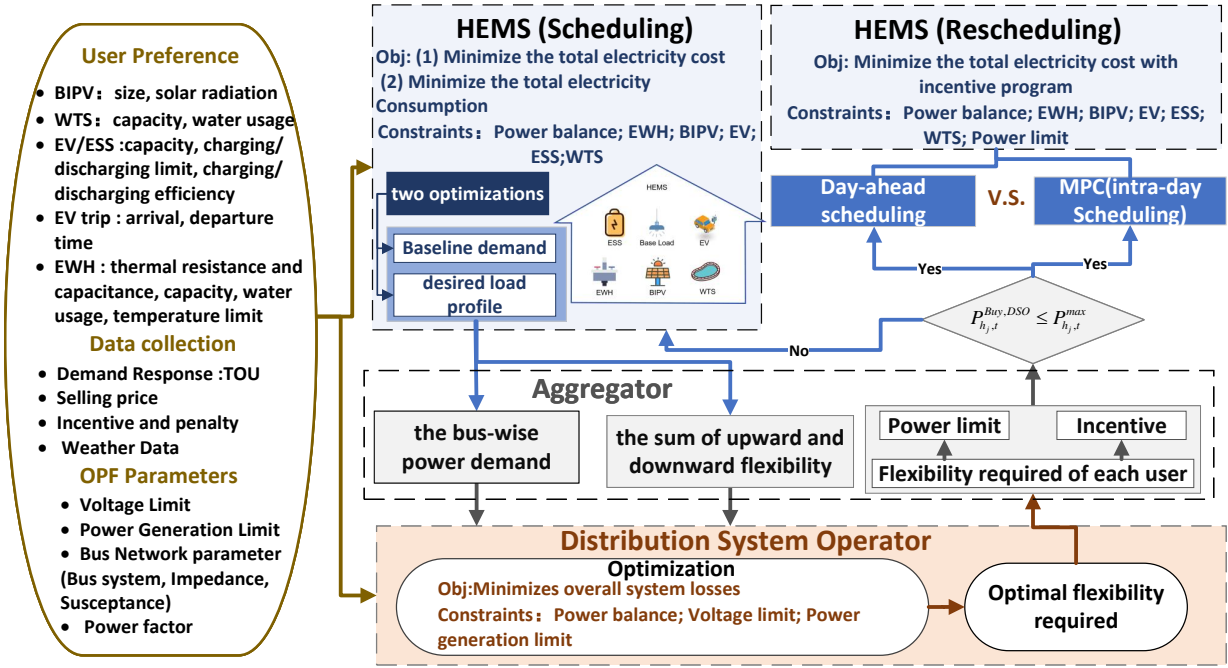 User Preference
• BIPV：size, solar radiation
• WTS：capacity, water usage
• EV/ESS :capacity, charging/
discharging limit, charging/
discharging efficiency
• EV trip : arrival, departure
time
• EWH : thermal resistance and
capacitance, capacity, water
usage, temperature limit
Data collection
• Demand Response :TOU
• Selling price
• Incentive and penalty
• Weather Data
OPF Parameters
• Voltage Limit
• Power Generation Limit
• Bus Network parameter
(Bus system, Impedance,
Susceptance)
• Power factor
HEMS (Scheduling)
Obj: (1) Minimize the total electricity cost
(2) Minimize the total electricity
Consumption
Constraints：Power balance; EWH; BIPV; EV;
ESS;WTS
two optimizations
Baseline demand
desired load
profile
HEMS
ESS
Base Load
EV
EWH
BIPV
WTS
HEMS (Rescheduling)
Obj: Minimize the total electricity cost with
incentive program
Constraints：Power balance; EWH; BIPV; EV; ESS;
WTS; Power limit
Day-ahead
scheduling
V.S.
MPC(intra-day
Scheduling)
Yes
Yes
P_{h_j,t}^{Buy,DSO} ≤ P_{h_j,t}^{max}
No
Aggregator
the bus-wise
power demand
the sum of upward and
downward flexibility
Power limit
Incentive
Flexibility required of each user
Distribution System Operator
Optimization
Obj:Minimizes overall system losses
Constraints：Power balance; Voltage limit; Power
generation limit
Optimal flexibility
required